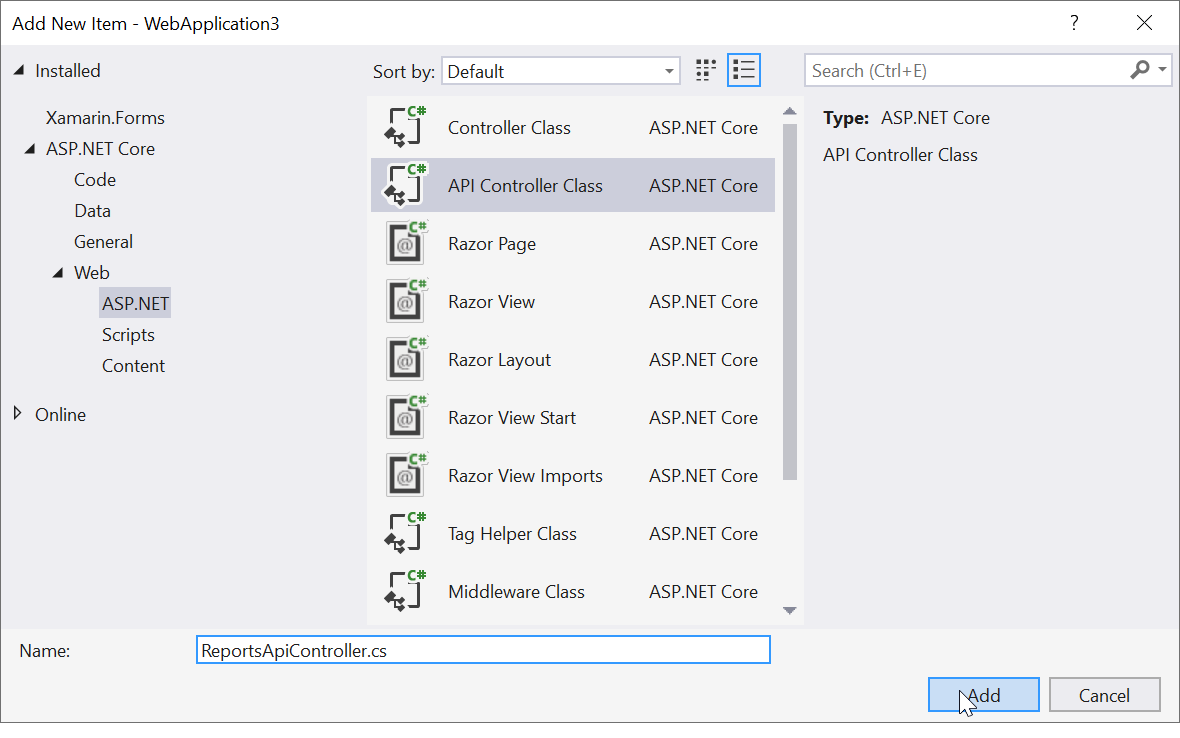 Add New Item - WebApplication3
?
Installed
Xamarin.Forms
ASP.NET Core
Code
Data
General
Web
ASP.NET
Scripts
Content
Online
Sort by: Default
Search (Ctrl+E)
C# Controller Class ASP.NET Core
C# API Controller Class ASP.NET Core
C# @ Razor Page ASP.NET Core
C# @ Razor View ASP.NET Core
C# @ Razor Layout ASP.NET Core
C# @ Razor View Start ASP.NET Core
C# @ Razor View Imports ASP.NET Core
C# Tag Helper Class ASP.NET Core
C# Middleware Class ASP.NET Core
Type: ASP.NET Core
API Controller Class
Name: ReportsApiController.cs
Add Cancel